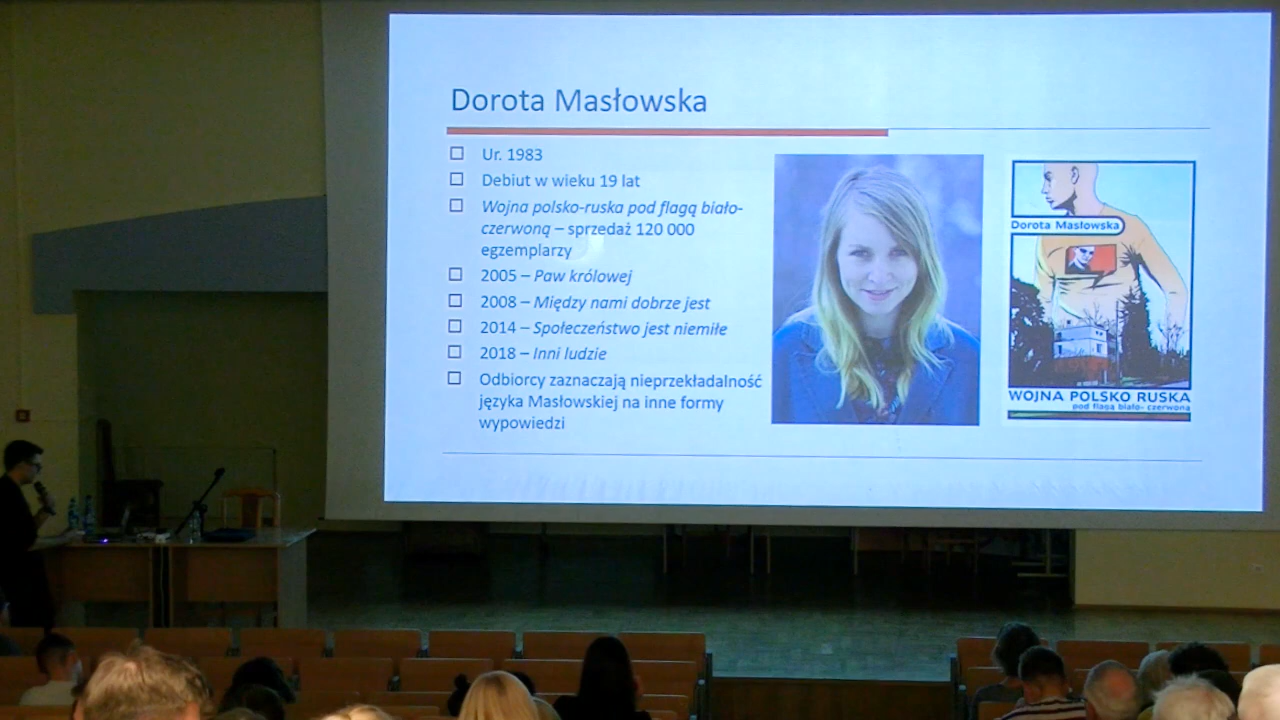 Dorota Masłowska
Ur. 1983
Debiut w wieku 19 lat
Wojna polsko-ruska pod flagą biało-
czerwoną – sprzedaż 120 000
egzemplarzy
2005 – Paw królowej
2008 – Między nami dobrze jest
2014 – Społeczeństwo jest niemiłe
2018 – Inni ludzie
Odbiorcy zaznaczają nieprzekładalność
języka Masłowskiej na inne formy
wypowiedzi
Dorota Masłowska
WOJNA POLSKO RUSKA
pod flagą biało- czerwona